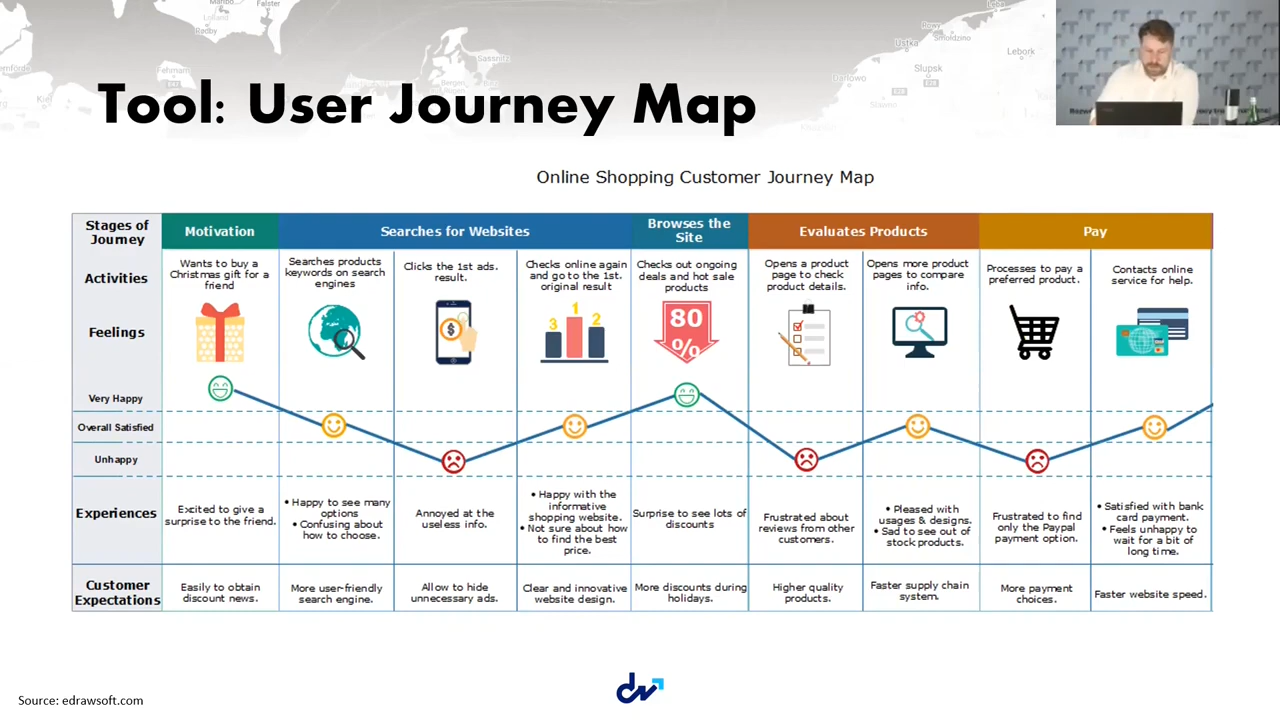 Tool: User Journey Map
Online Shopping Customer Journey Map
Stages of
Journey
Motivation
Searches for Websites
Browses the
Site
Evaluates Products
Pay
Activities
Wants to buy a
Christmas gift for a
friend
Searches products
keywords on search
engines
Clicks the 1st ads.
result.
Checks online again
and go to the 1st.
original result
Checks out ongoing
deals and hot sale
products
Opens a product
page to check
product details.
Opens more product
pages to compare
info.
Processes to pay a
preferred product.
Contacts online
service for help.
Feelings
$
3
1
2
80
%
Very Happy
Overall Satisfied
Unhappy
Experiences
Excited to give a
surprise to the friend.
• Happy to see many
options
• Confusing about
how to choose.
Annoyed at the
useless info.
• Happy with the
informative
shopping website.
• Not sure about how
to find the best
price.
Surprise to see lots of
discounts
Frustrated about
reviews from other
customers.
• Pleased with
usages & designs.
• Sad to see out of
stock products.
Frustrated to find
only the Paypal
payment option.
• Satisfied with bank
card payment.
• Feels unhappy to
wait for a bit of
long time.
Customer
Expectations
Easily to obtain
discount news.
More user-friendly
search engine.
Allow to hide
unnecessary ads.
Clear and innovative
website design.
More discounts during
holidays.
Higher quality
products.
Faster supply chain
system.
More payment
choices.
Faster website speed.
Source: edrawsoft.com
dw
Fehmarn
Sassnitz
Darłowo
Ustka
Słupsk
Lębork